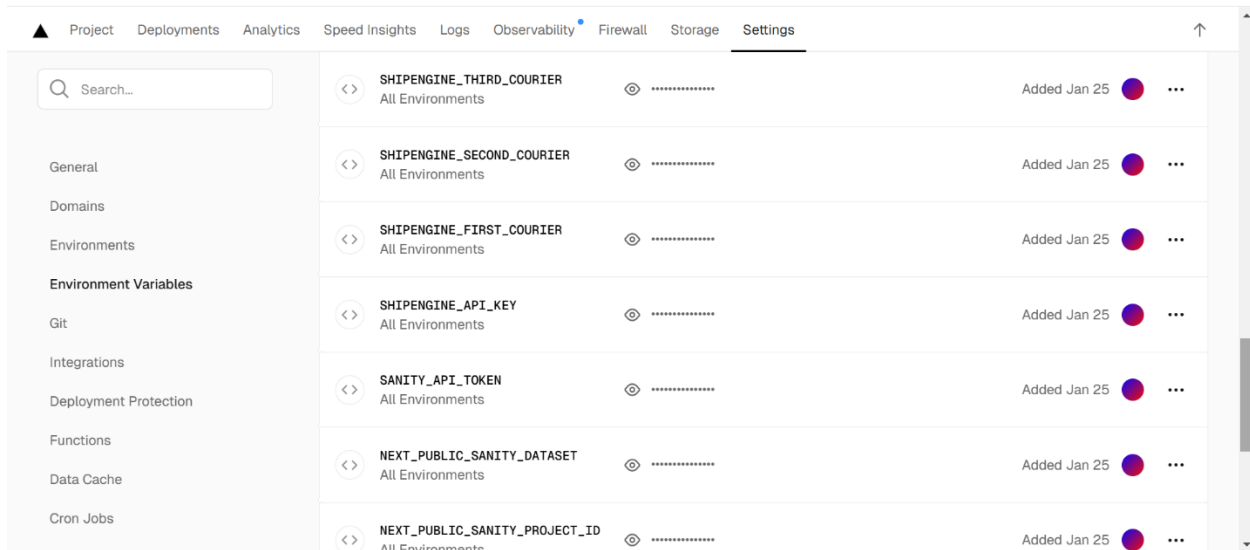 Project Deployments Analytics Speed Insights Logs Observability Firewall Storage Settings
Search...
General
Domains
Environments
Environment Variables
Git
Integrations
Deployment Protection
Functions
Data Cache
Cron Jobs
SHIPENGINE_THIRD_COURIER
All Environments
•••••••••••••••
Added Jan 25
SHIPENGINE_SECOND_COURIER
All Environments
•••••••••••••••
Added Jan 25
SHIPENGINE_FIRST_COURIER
All Environments
•••••••••••••••
Added Jan 25
SHIPENGINE_API_KEY
All Environments
•••••••••••••••
Added Jan 25
SANITY_API_TOKEN
All Environments
•••••••••••••••
Added Jan 25
NEXT_PUBLIC_SANITY_DATASET
All Environments
•••••••••••••••
Added Jan 25
NEXT_PUBLIC_SANITY_PROJECT_ID
All Environments
•••••••••••••••
Added Jan 25